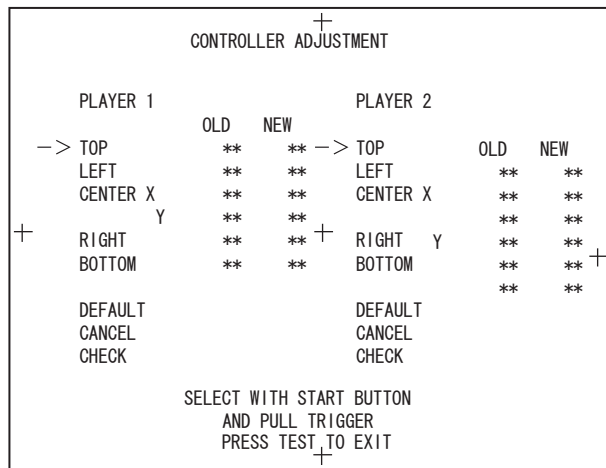 CONTROLLER ADJUSTMENT
PLAYER 1 PLAYER 2
OLD NEW
-> TOP ** ** -> TOP OLD NEW
LEFT ** ** LEFT ** **
CENTER X ** ** CENTER X ** **
Y ** ** ** **
RIGHT ** ** RIGHT Y ** **
BOTTOM ** ** BOTTOM ** **
** **
DEFAULT DEFAULT
CANCEL CANCEL
CHECK CHECK
SELECT WITH START BUTTON
AND PULL TRIGGER
PRESS TEST TO EXIT